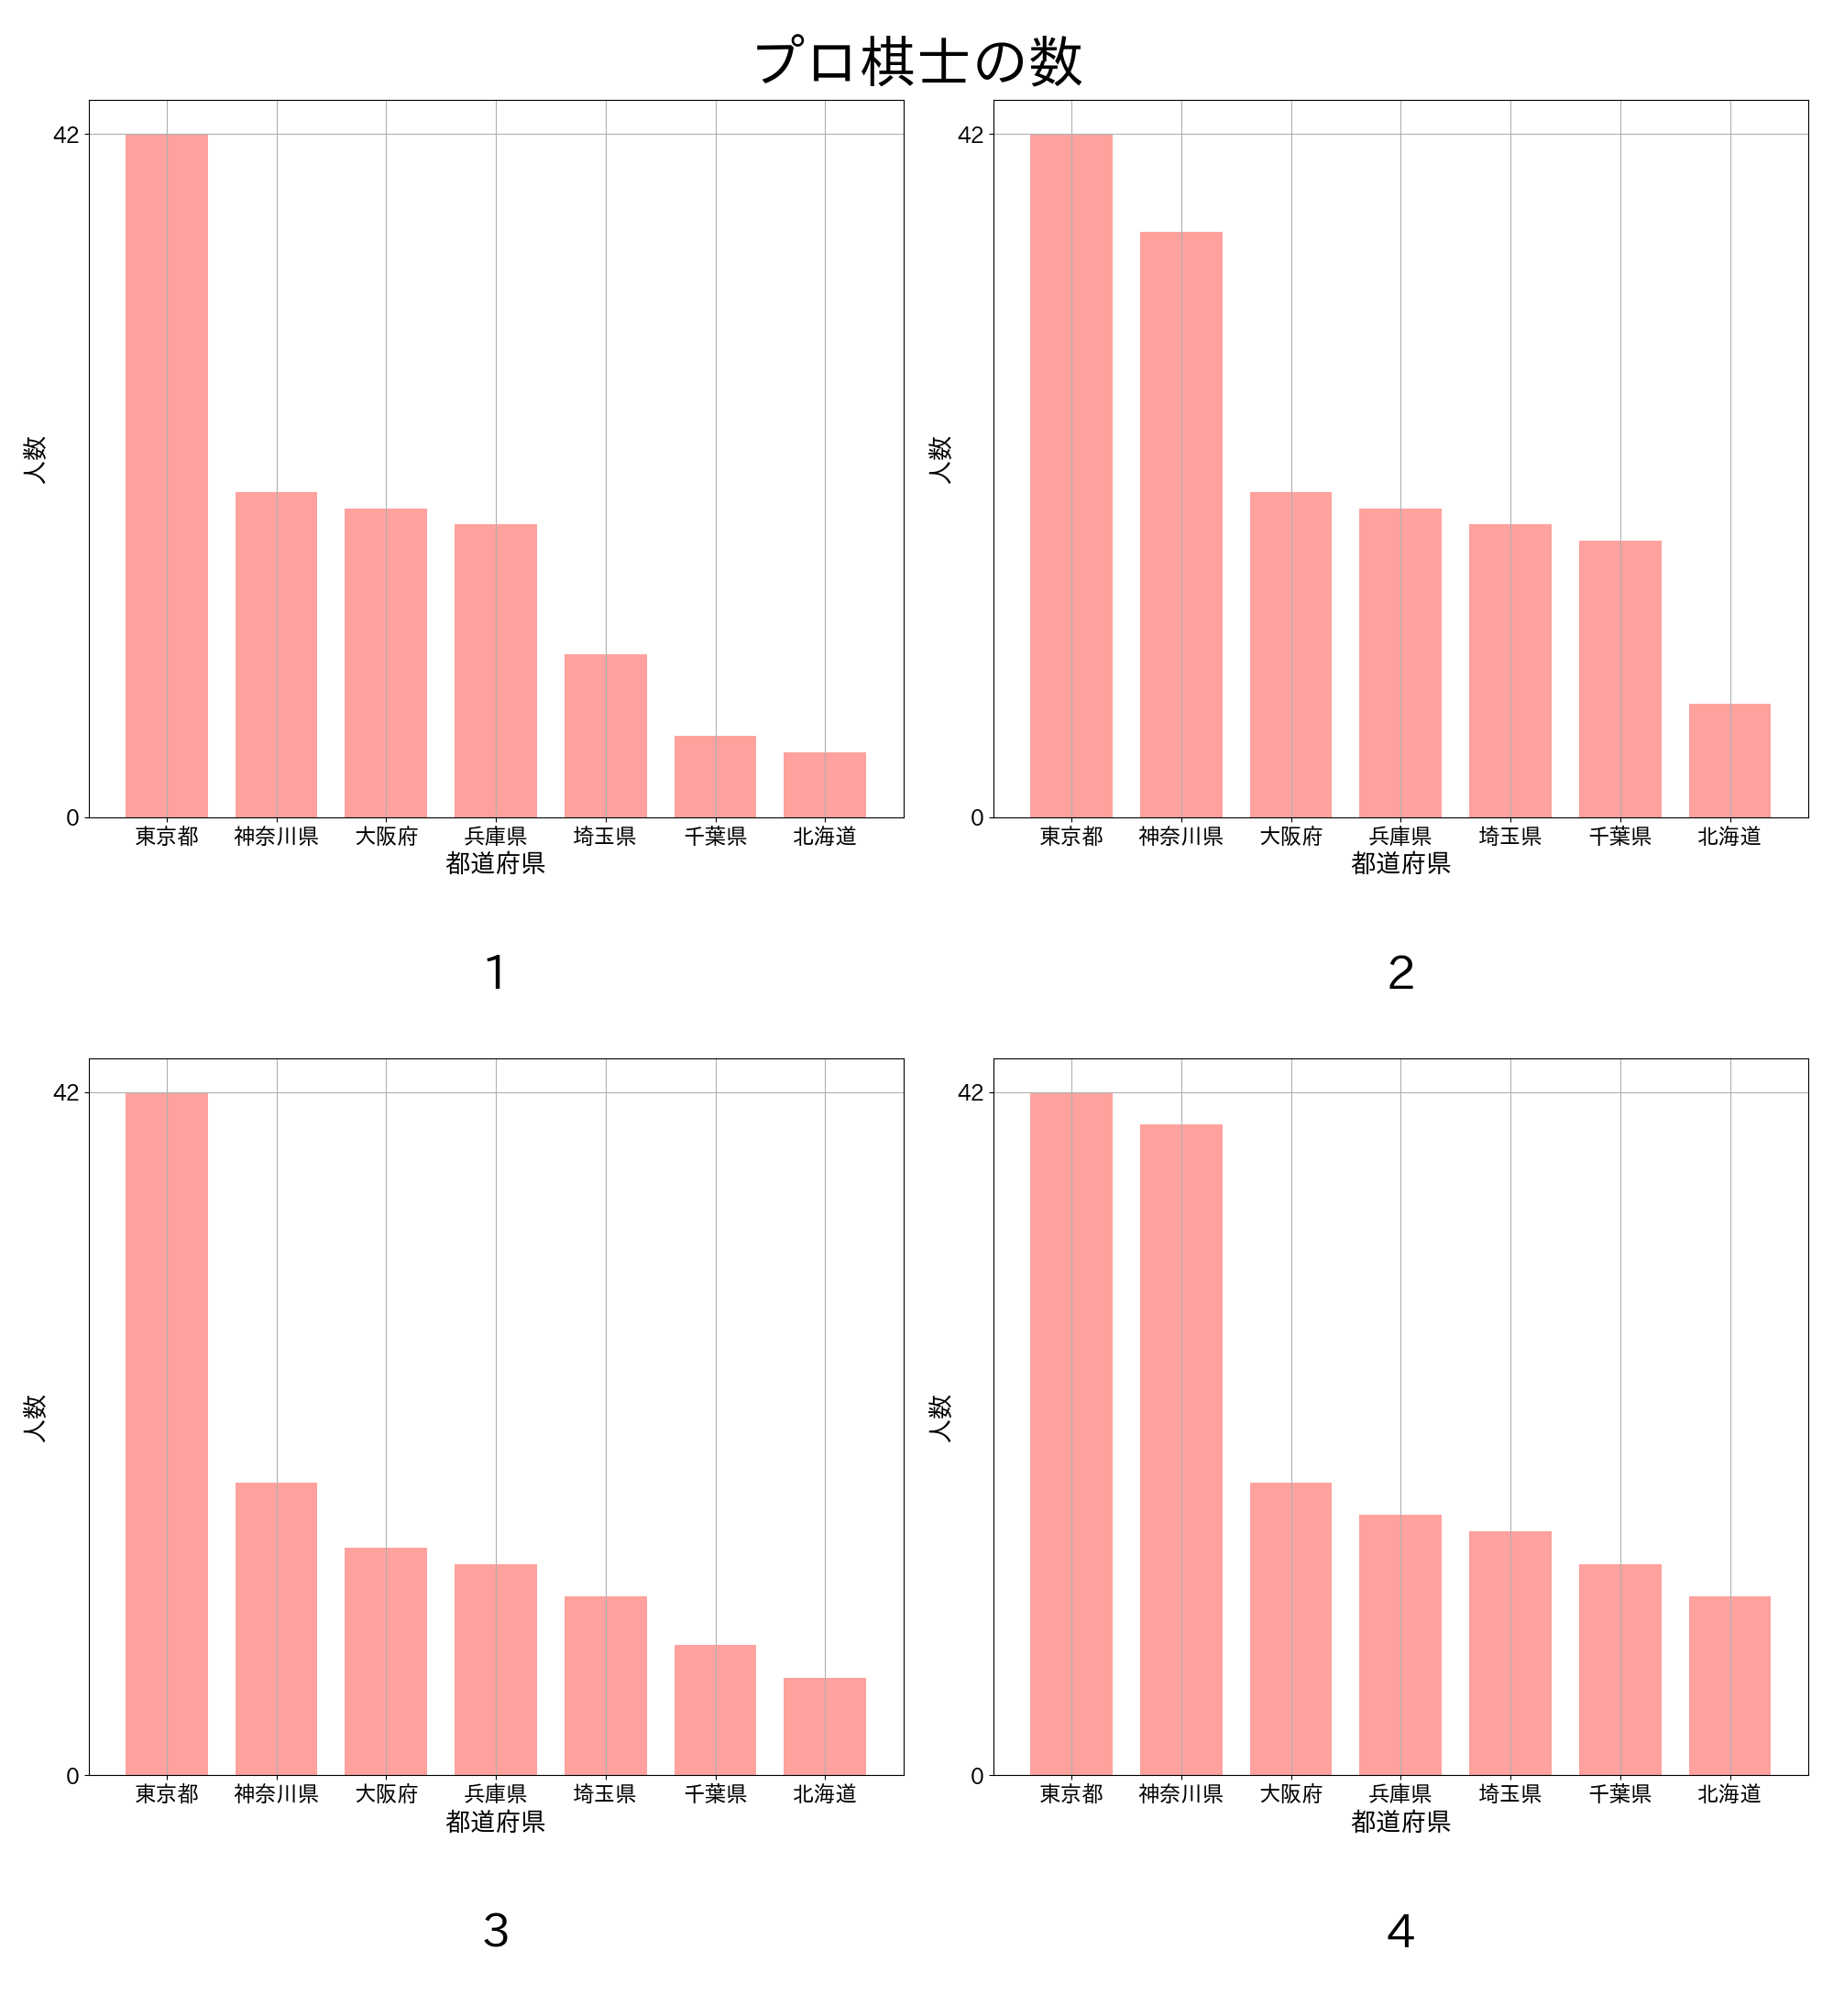 プロ棋士の数
42
0
人数
東京都 神奈川県 大阪府 兵庫県 埼玉県 千葉県 北海道
都道府県
1
42
0
人数
東京都 神奈川県 大阪府 兵庫県 埼玉県 千葉県 北海道
都道府県
2
42
0
人数
東京都 神奈川県 大阪府 兵庫県 埼玉県 千葉県 北海道
都道府県
3
42
0
人数
東京都 神奈川県 大阪府 兵庫県 埼玉県 千葉県 北海道
都道府県
4